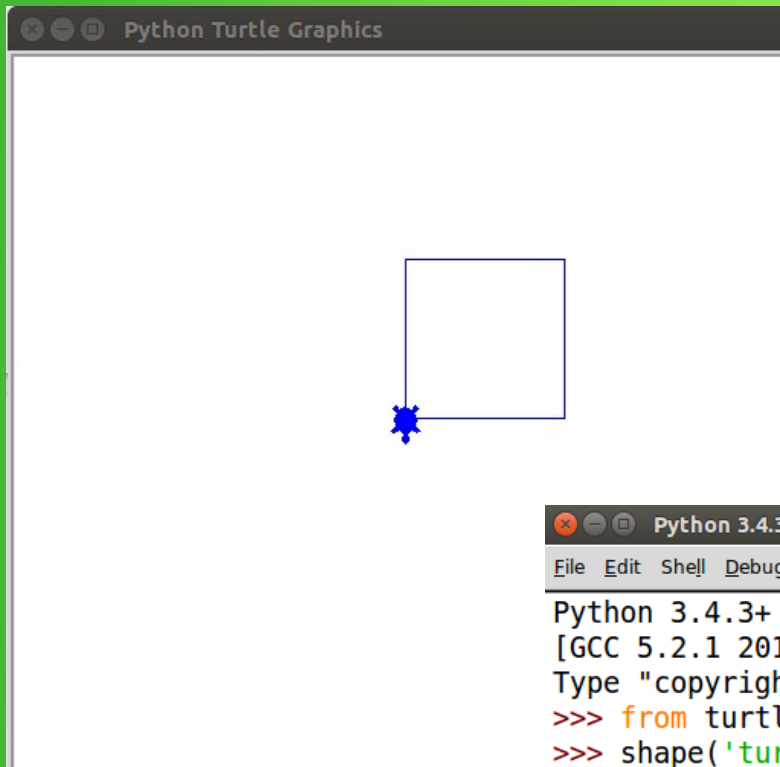 Python Turtle Graphics
Python 3.4.3
File Edit Shell Debug
Python 3.4.3+
[GCC 5.2.1 201
Type "copyrigh
>>> from turtl
>>> shape('tur